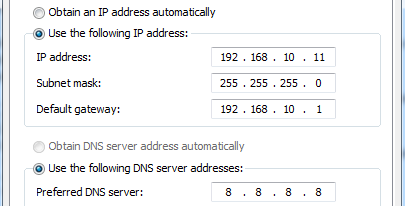 Obtain an IP address automatically
Use the following IP address:
IP address: 192 . 168 . 10 . 11
Subnet mask: 255 . 255 . 255 . 0
Default gateway: 192 . 168 . 10 . 1
Obtain DNS server address automatically
Use the following DNS server addresses:
Preferred DNS server: 8 . 8 . 8 . 8